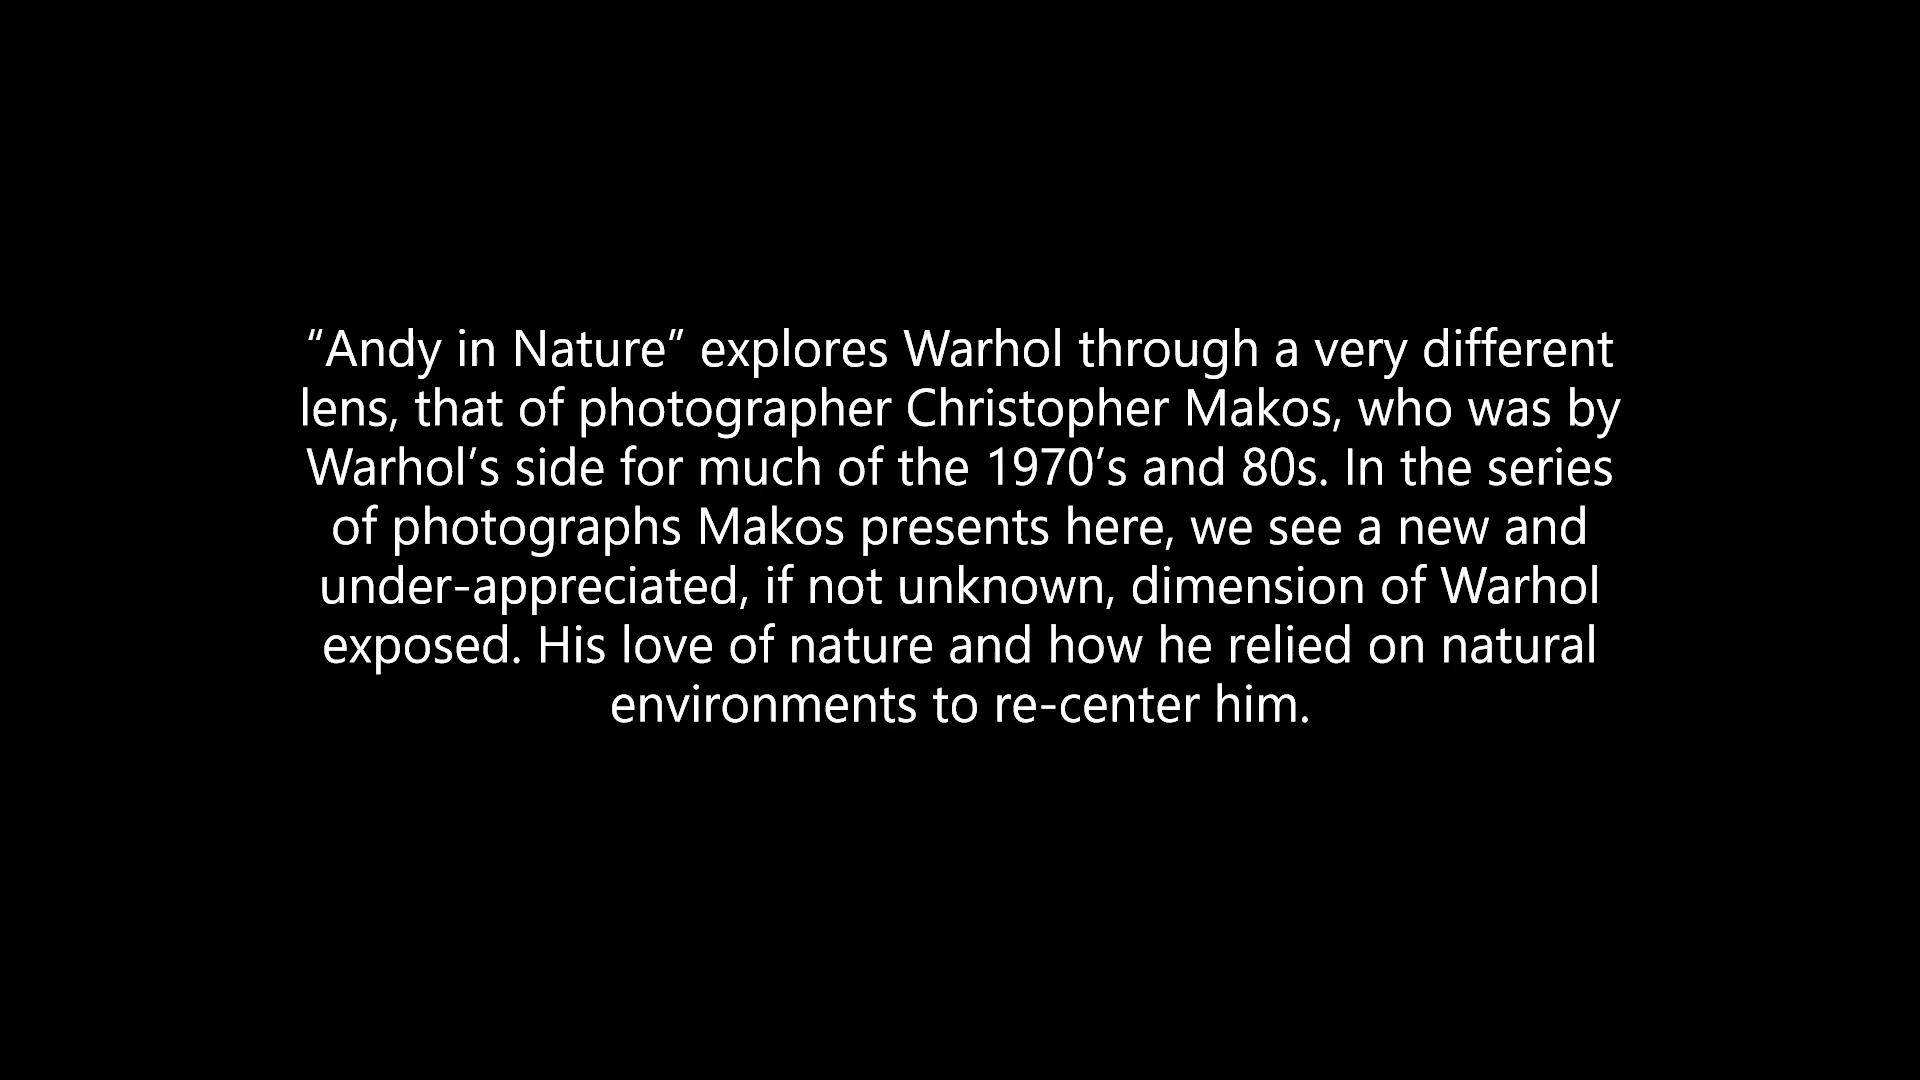 “Andy in Nature” explores Warhol through a very different
lens, that of photographer Christopher Makos, who was by
Warhol’s side for much of the 1970’s and 80s. In the series
of photographs Makos presents here, we see a new and
under-appreciated, if not unknown, dimension of Warhol
exposed. His love of nature and how he relied on natural
environments to re-center him.